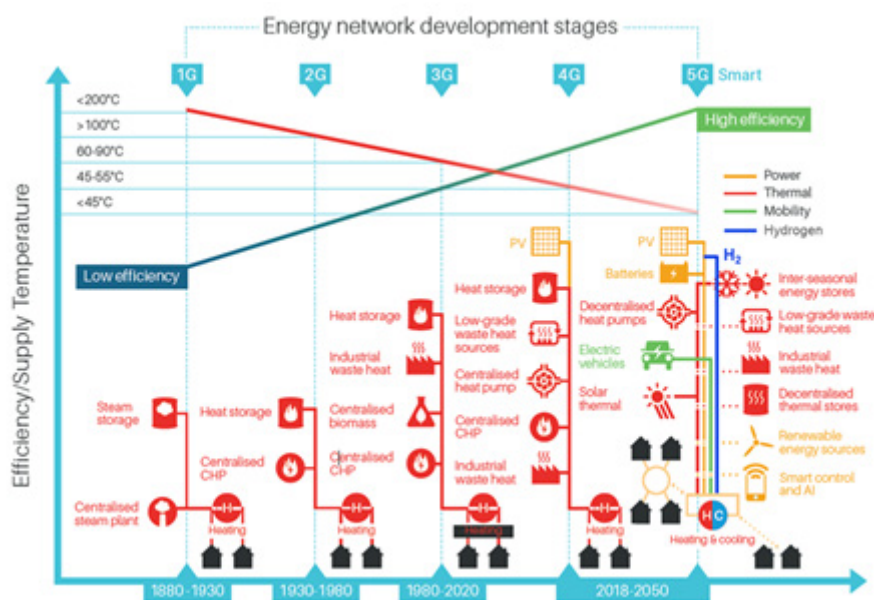 Energy network development stages
1G
2G
3G
4G
5G
Smart
<200°C
>100°C
60-90°C
45-55°C
<45°C
Efficiency/Supply Temperature
Low efficiency
High efficiency
Power
Thermal
Mobility
Hydrogen
Steam
storage
Centralised
steam plant
H
Heating
Heat storage
Centralised
CHP
H
Heating
Heat storage
Industrial
waste heat
Centralised
biomass
Centralised
CHP
H
Heating
PV
Heat storage
Low-grade
waste heat
sources
Centralised
heat pump
Centralised
CHP
Industrial
waste heat
H
Heating
PV
Batteries
Decentralised
heat pumps
Electric
vehicles
Solar
thermal
H₂
Inter-seasonal
energy stores
Low-grade waste
heat sources
Industrial
waste heat
Decentralised
thermal stores
Renewable
energy sources
Smart control
and AI
H C
Heating & cooling
1880-1930
1930-1980
1980-2020
2018-2050